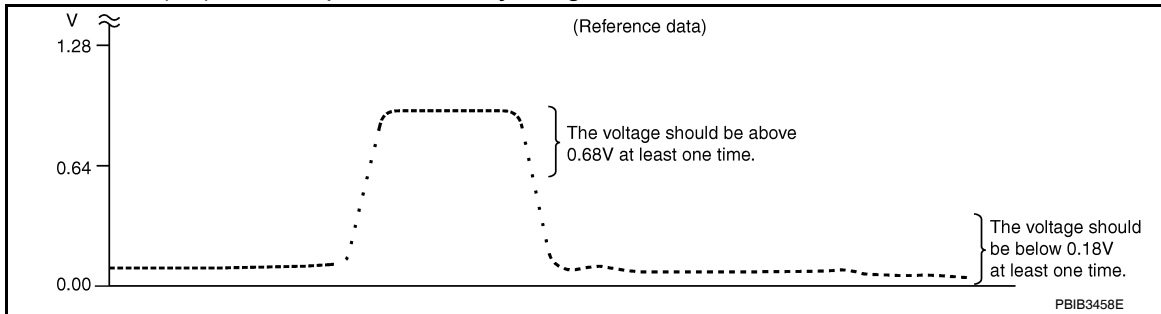 V
(Reference data)
1.28
The voltage should be above
0.68V at least one time.
0.64
The voltage should
be below 0.18V
at least one time.
0.00
PBIB3458E